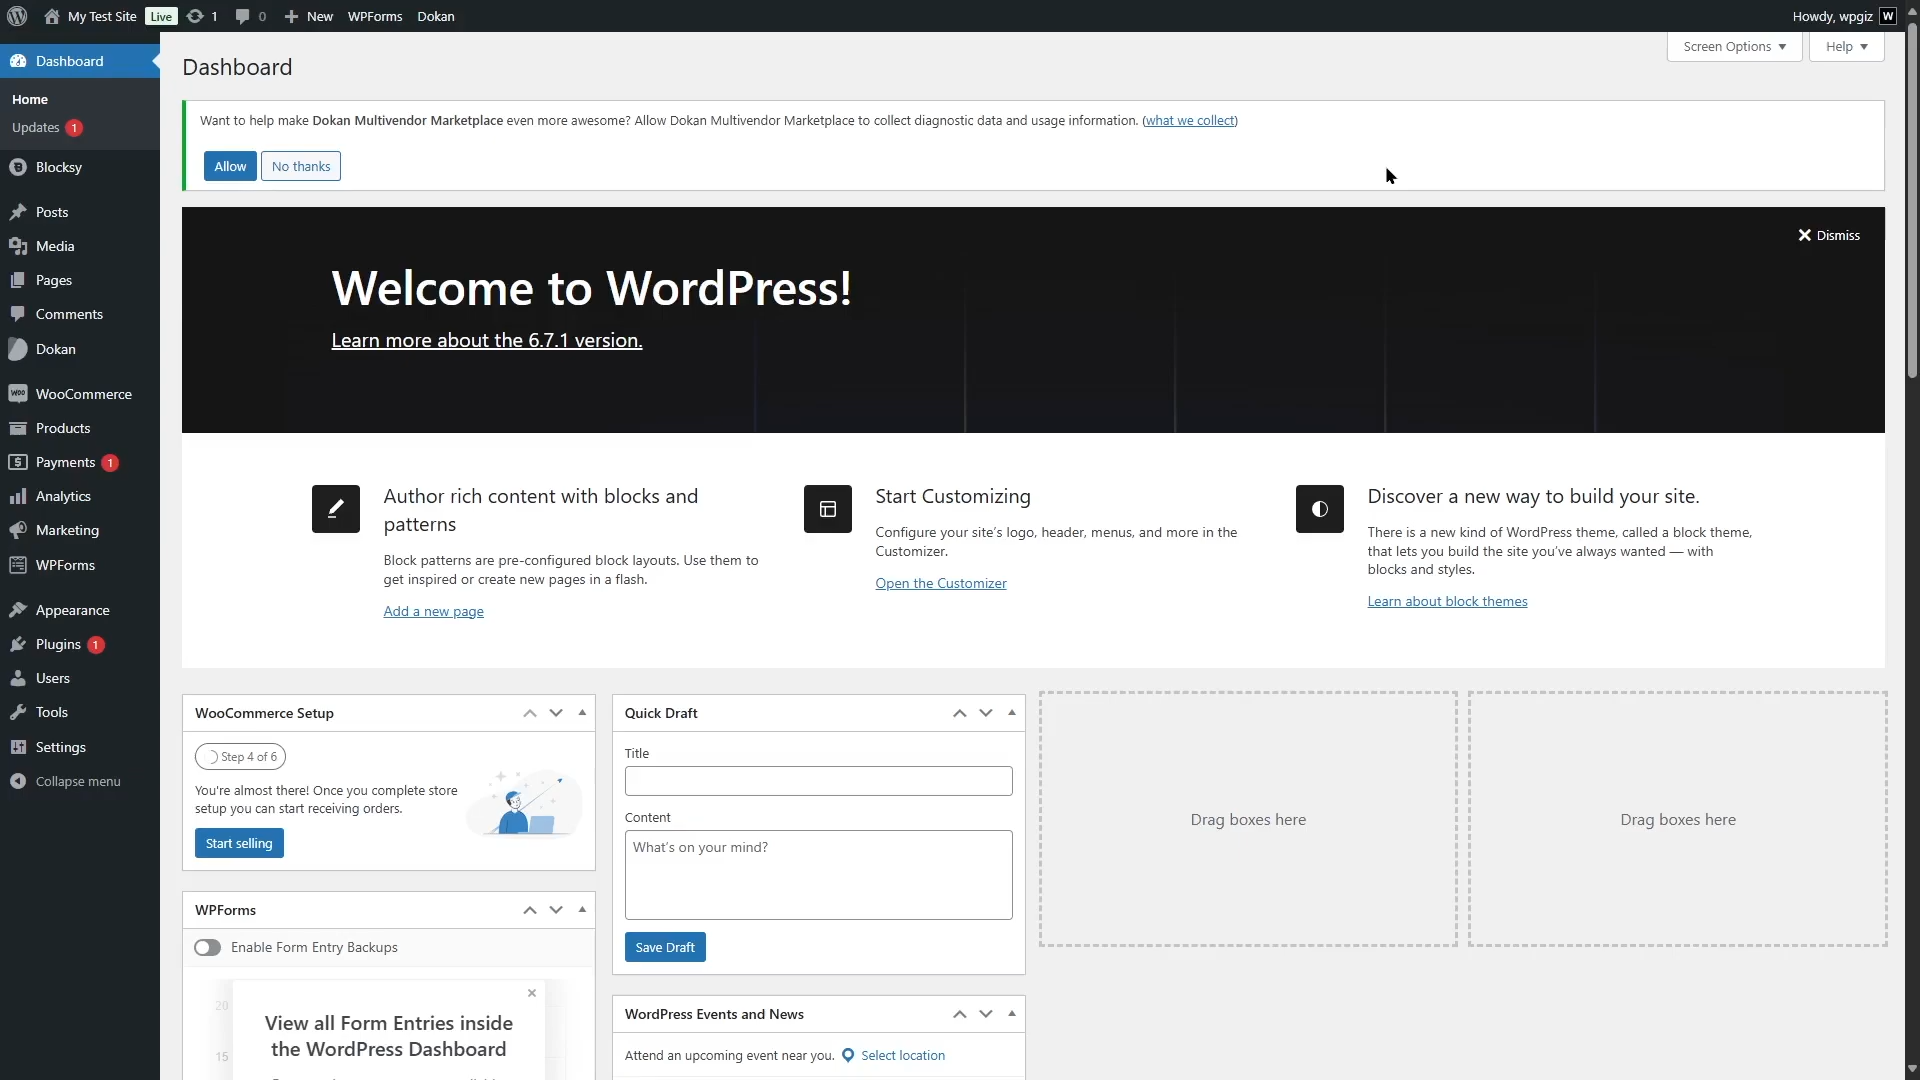 My Test Site Live 1 0 New WPForms Dokan Howdy, wpgiz W
Screen Options Help
Dashboard
Home
Updates 1
Blocksy
Posts
Media
Pages
Comments
Dokan
WooCommerce
Products
Payments 1
Analytics
Marketing
WPForms
Appearance
Plugins 1
Users
Tools
Settings
Collapse menu
Dashboard
Want to help make Dokan Multivendor Marketplace even more awesome? Allow Dokan Multivendor Marketplace to collect diagnostic data and usage information. (what we collect)
Allow No thanks
Dismiss
Welcome to WordPress!
Learn more about the 6.7.1 version.
Author rich content with blocks and
patterns
Block patterns are pre-configured block layouts. Use them to
get inspired or create new pages in a flash.
Add a new page
Start Customizing
Configure your site’s logo, header, menus, and more in the
Customizer.
Open the Customizer
Discover a new way to build your site.
There is a new kind of WordPress theme, called a block theme,
that lets you build the site you’ve always wanted — with
blocks and styles.
Learn about block themes
WooCommerce Setup
Step 4 of 6
You're almost there! Once you complete store
setup you can start receiving orders.
Start selling
WPForms
Enable Form Entry Backups
20
15
View all Form Entries inside
the WordPress Dashboard
Quick Draft
Title
Content
What’s on your mind?
Save Draft
WordPress Events and News
Attend an upcoming event near you. Select location
Drag boxes here
Drag boxes here